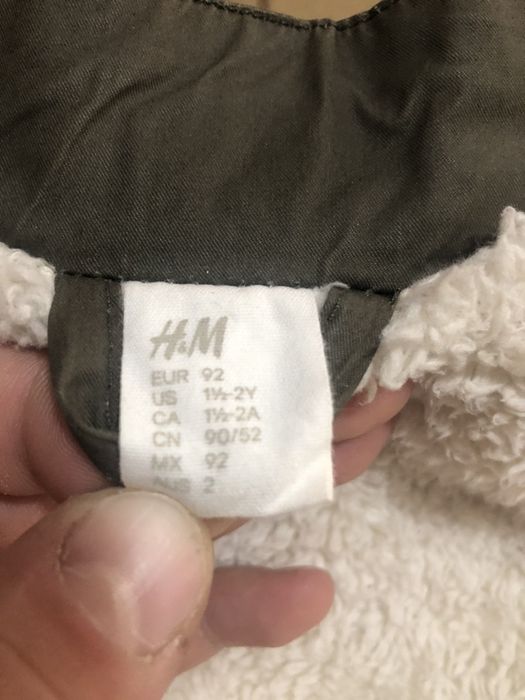 H&M
EUR 92
US 1½-2Y
CA 1½-2A
CN 90/52
MX 92
AUS 2